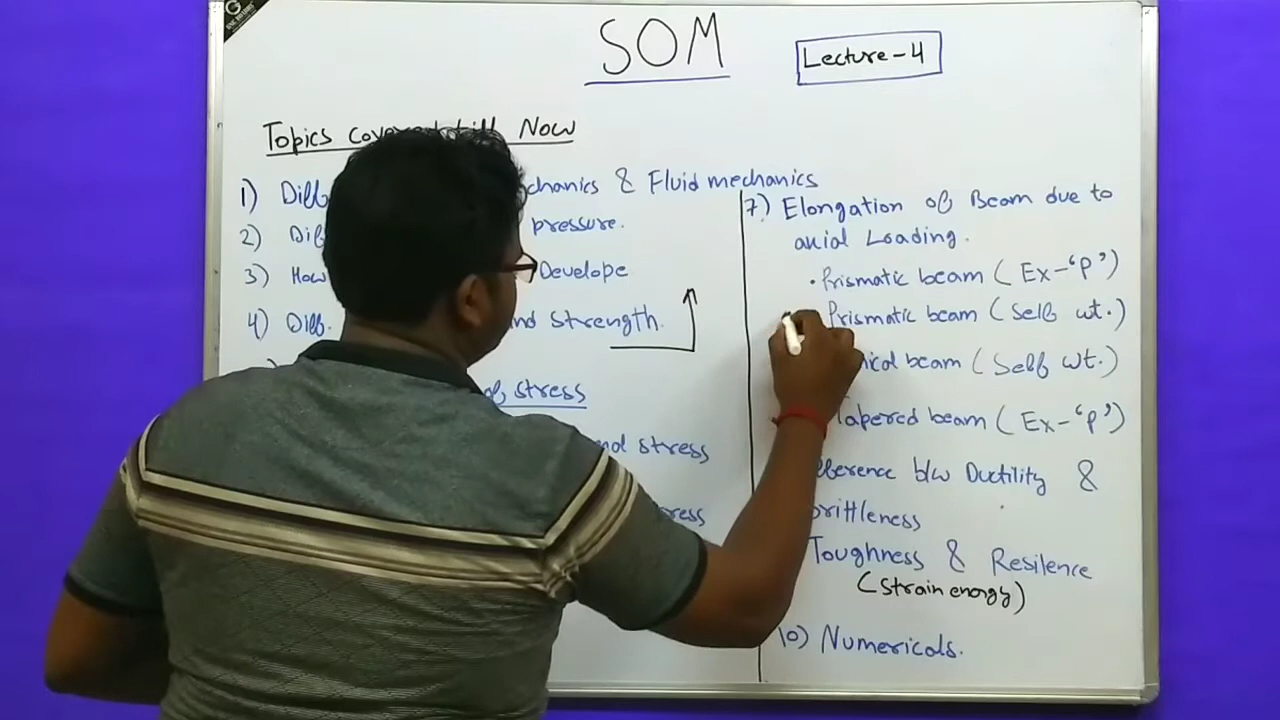 SOM
Lecture-4
Topics covered till Now
1) Diff chanics & Fluid mechanics
2) Dif pressure.
3) How Develope
4) Diff. and Strength.
of stress
and stress
ress
7) Elongation of Beam due to
axial Loading.
• Prismatic beam (Ex-‘P’)
Prismatic beam (Self wt.)
nical beam (Self wt.)
Tapered beam (Ex-‘P’)
fference b/w Ductility &
brittleness
Toughness & Resilence
(Strain energy)
10) Numericals.